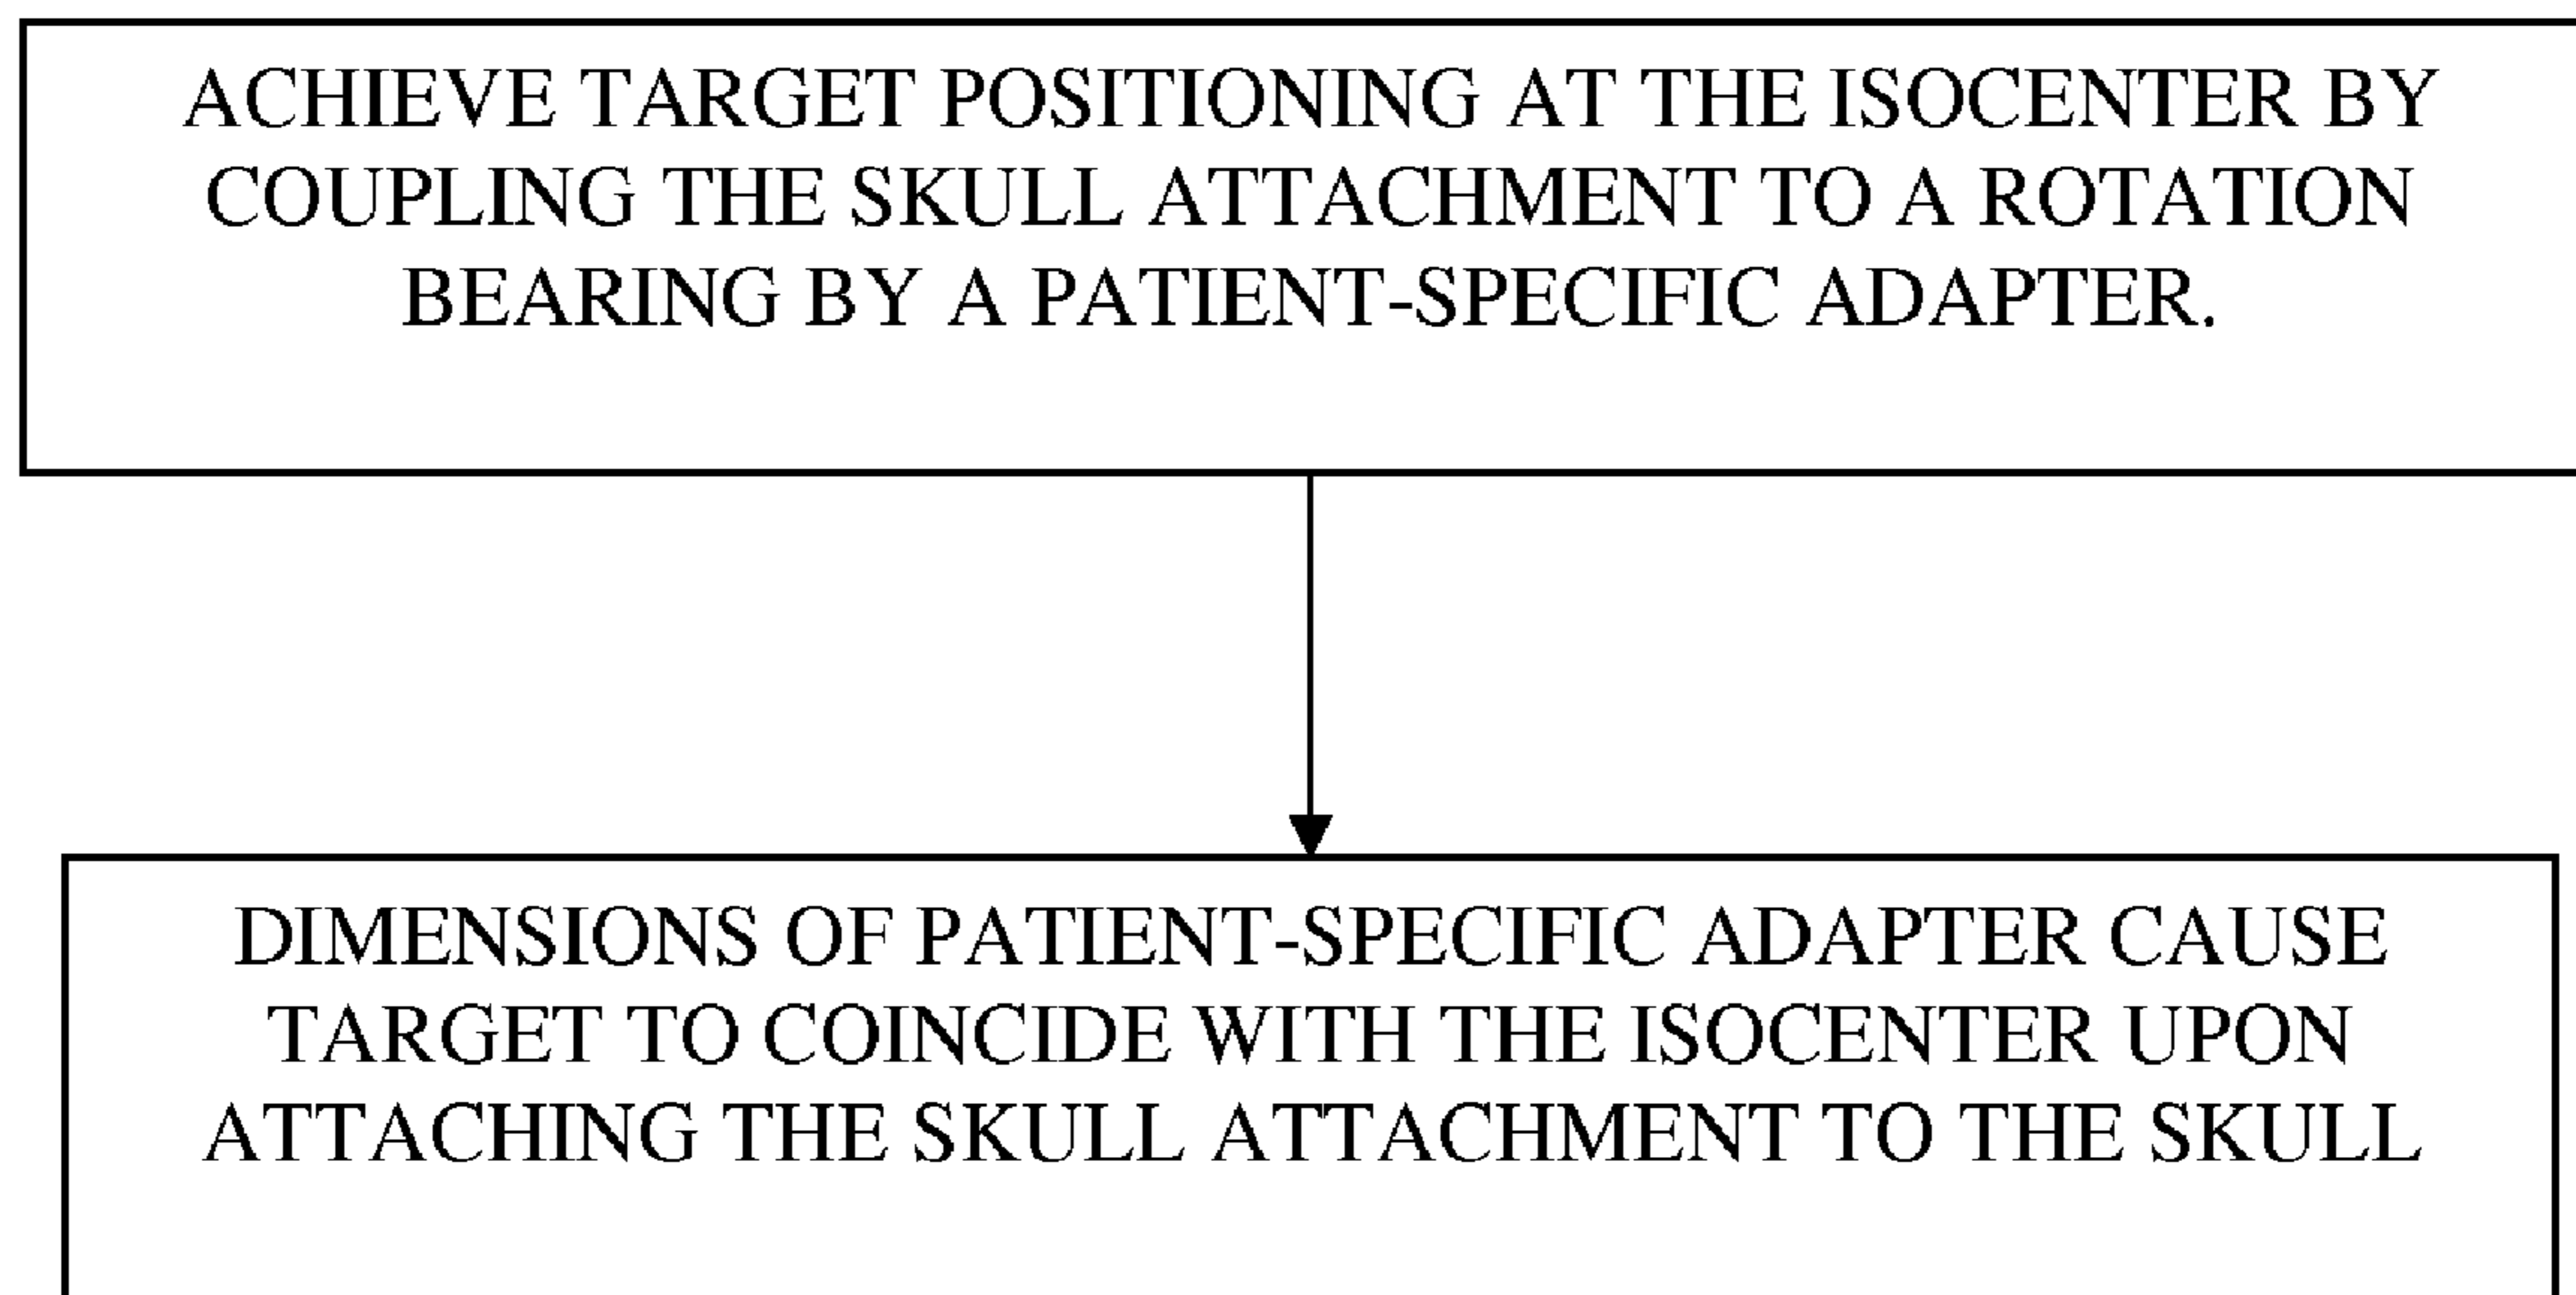 ACHIEVE TARGET POSITIONING AT THE ISOCENTER BY
COUPLING THE SKULL ATTACHMENT TO A ROTATION
BEARING BY A PATIENT-SPECIFIC ADAPTER.
DIMENSIONS OF PATIENT-SPECIFIC ADAPTER CAUSE
TARGET TO COINCIDE WITH THE ISOCENTER UPON
ATTACHING THE SKULL ATTACHMENT TO THE SKULL